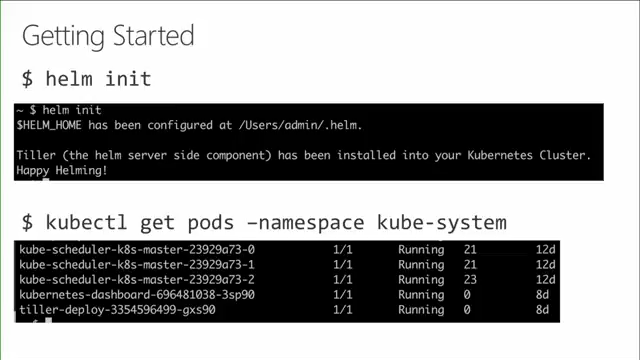 Getting Started
$ helm init
~ $ helm init
$HELM_HOME has been configured at /Users/admin/.helm.
Tiller (the helm server side component) has been installed into your Kubernetes Cluster.
Happy Helming!
$ kubectl get pods –namespace kube-system
kube-scheduler-k8s-master-23929a73-0 1/1 Running 21 12d
kube-scheduler-k8s-master-23929a73-1 1/1 Running 21 12d
kube-scheduler-k8s-master-23929a73-2 1/1 Running 23 12d
kubernetes-dashboard-696481038-3sp90 1/1 Running 0 8d
tiller-deploy-3354596499-gxs90 1/1 Running 0 8d
~ $